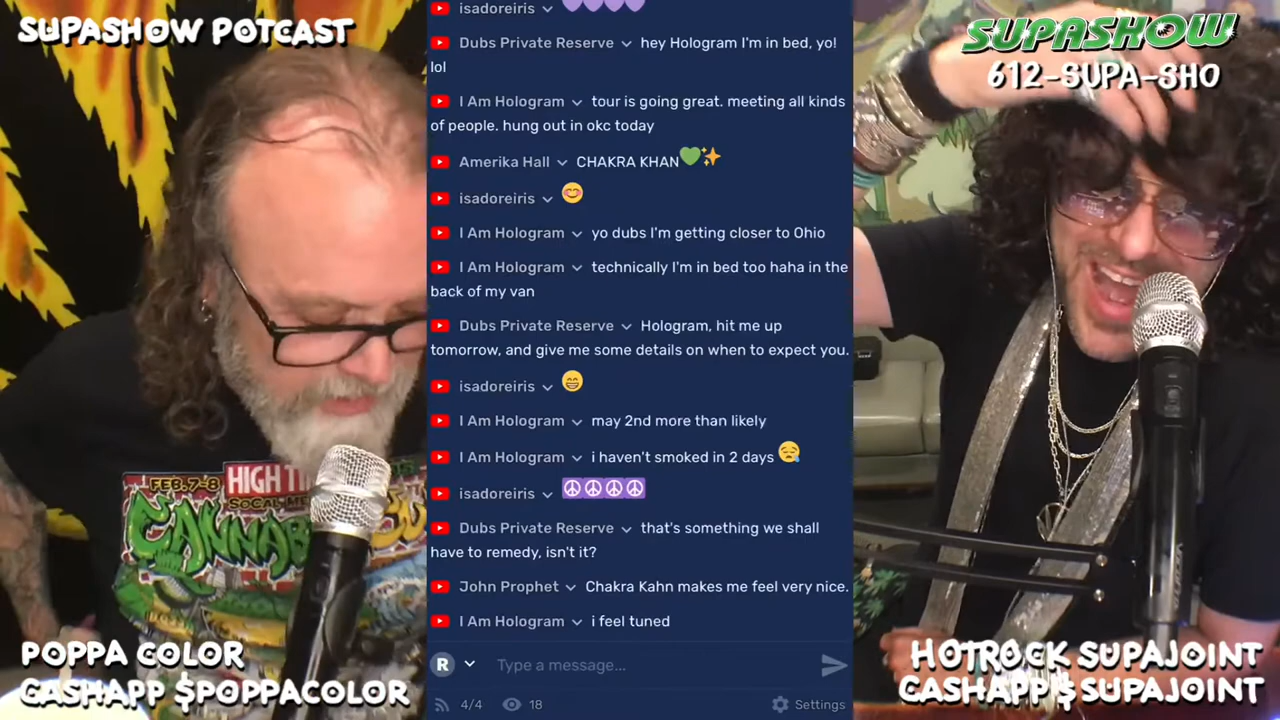 SUPASHOW POTCAST
isadoreiris
Dubs Private Reserve hey Hologram I'm in bed, yo!
lol
I Am Hologram tour is going great. meeting all kinds
of people. hung out in okc today
Amerika Hall CHAKRA KHAN💚✨
isadoreiris 😊
I Am Hologram yo dubs I'm getting closer to Ohio
I Am Hologram technically I'm in bed too haha in the
back of my van
Dubs Private Reserve Hologram, hit me up
tomorrow, and give me some details on when to expect you.
isadoreiris 😁
I Am Hologram may 2nd more than likely
I Am Hologram i haven't smoked in 2 days 😪
isadoreiris ☮☮☮☮
Dubs Private Reserve that's something we shall
have to remedy, isn't it?
John Prophet Chakra Kahn makes me feel very nice.
I Am Hologram i feel tuned
R Type a message...
4/4 18 Settings
SUPASHOW
612-SUPA-SHO
FEB. 7-8
HIGH
SOCAL
CANNAB
POPPA COLOR
CASHAPP $POPPACOLOR
HOTROCK SUPAJOINT
CASHAPP $SUPAJOINT